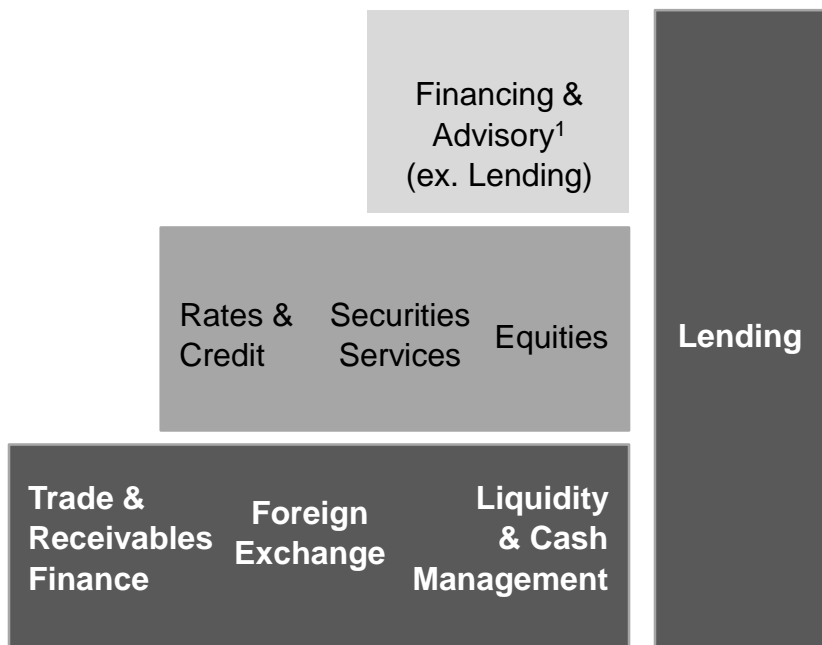 Financing &
Advisory¹
(ex. Lending)
Rates &
Credit
Securities
Services
Equities
Lending
Trade &
Receivables
Finance
Foreign
Exchange
Liquidity
& Cash
Management